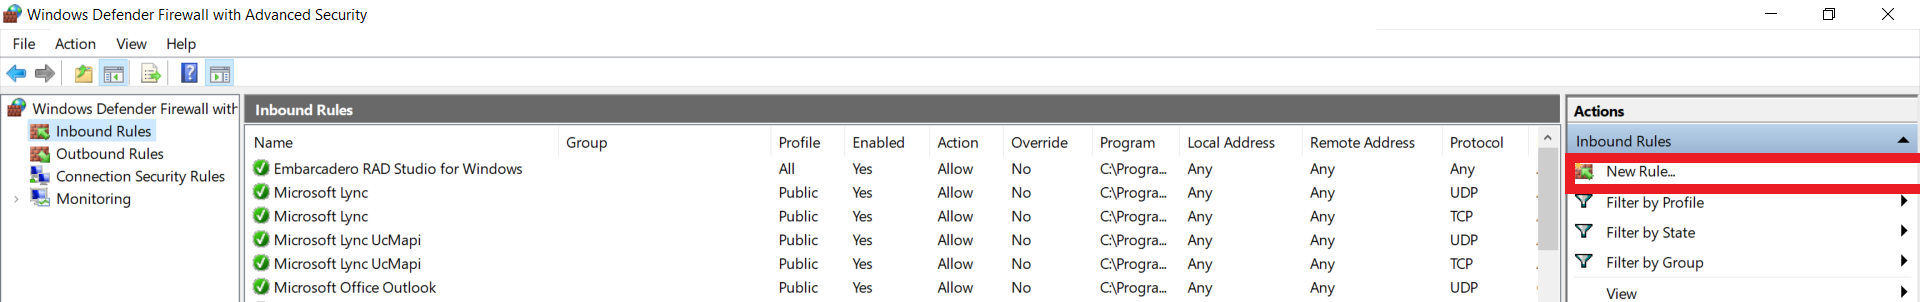 Windows Defender Firewall with Advanced Security
File Action View Help
Windows Defender Firewall with
Inbound Rules
Outbound Rules
Connection Security Rules
Monitoring
Inbound Rules
Name Group Profile Enabled Action Override Program Local Address Remote Address Protocol
Embarcadero RAD Studio for Windows All Yes Allow No C:\Progra... Any Any Any
Microsoft Lync Public Yes Allow No C:\Progra... Any Any UDP
Microsoft Lync Public Yes Allow No C:\Progra... Any Any TCP
Microsoft Lync UcMapi Public Yes Allow No C:\Progra... Any Any UDP
Microsoft Lync UcMapi Public Yes Allow No C:\Progra... Any Any TCP
Microsoft Office Outlook Public Yes Allow No C:\Progra... Any Any UDP
Actions
Inbound Rules
New Rule...
Filter by Profile
Filter by State
Filter by Group
View